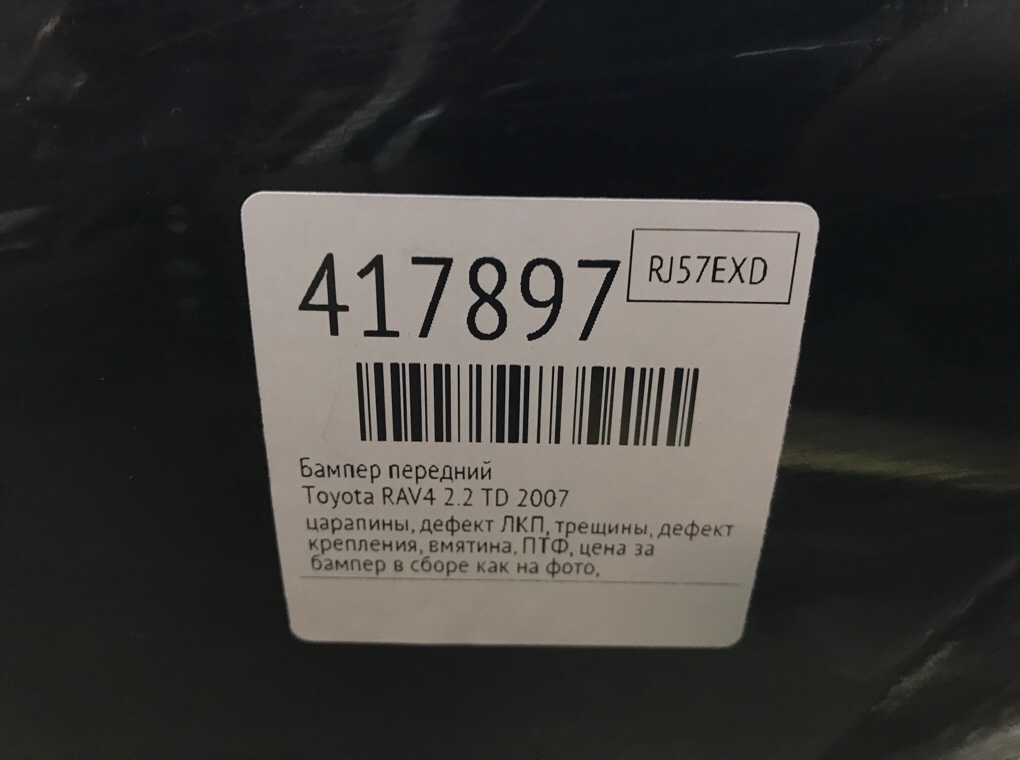 417897
RJ57EXD
Бампер передний
Toyota RAV4 2.2 TD 2007
царапины, дефект ЛКП, трещины, дефект
крепления, вмятина, ПТФ, цена за
бампер в сборе как на фото,